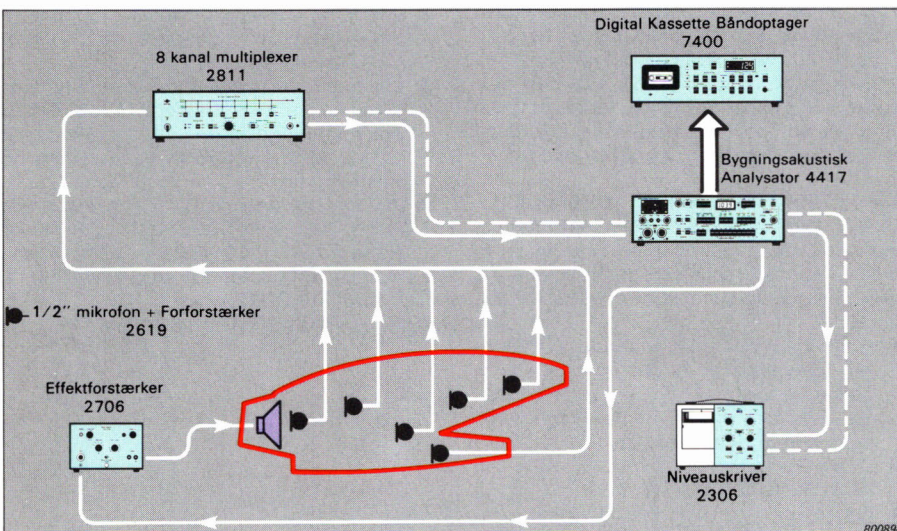 Digital Kassette Båndoptager
7400
8 kanal multiplexer
2811
Bygningsakustisk
Analysator 4417
1/2" mikrofon + Forforstærker
2619
Effektforstærker
2706
Niveauskriver
2306